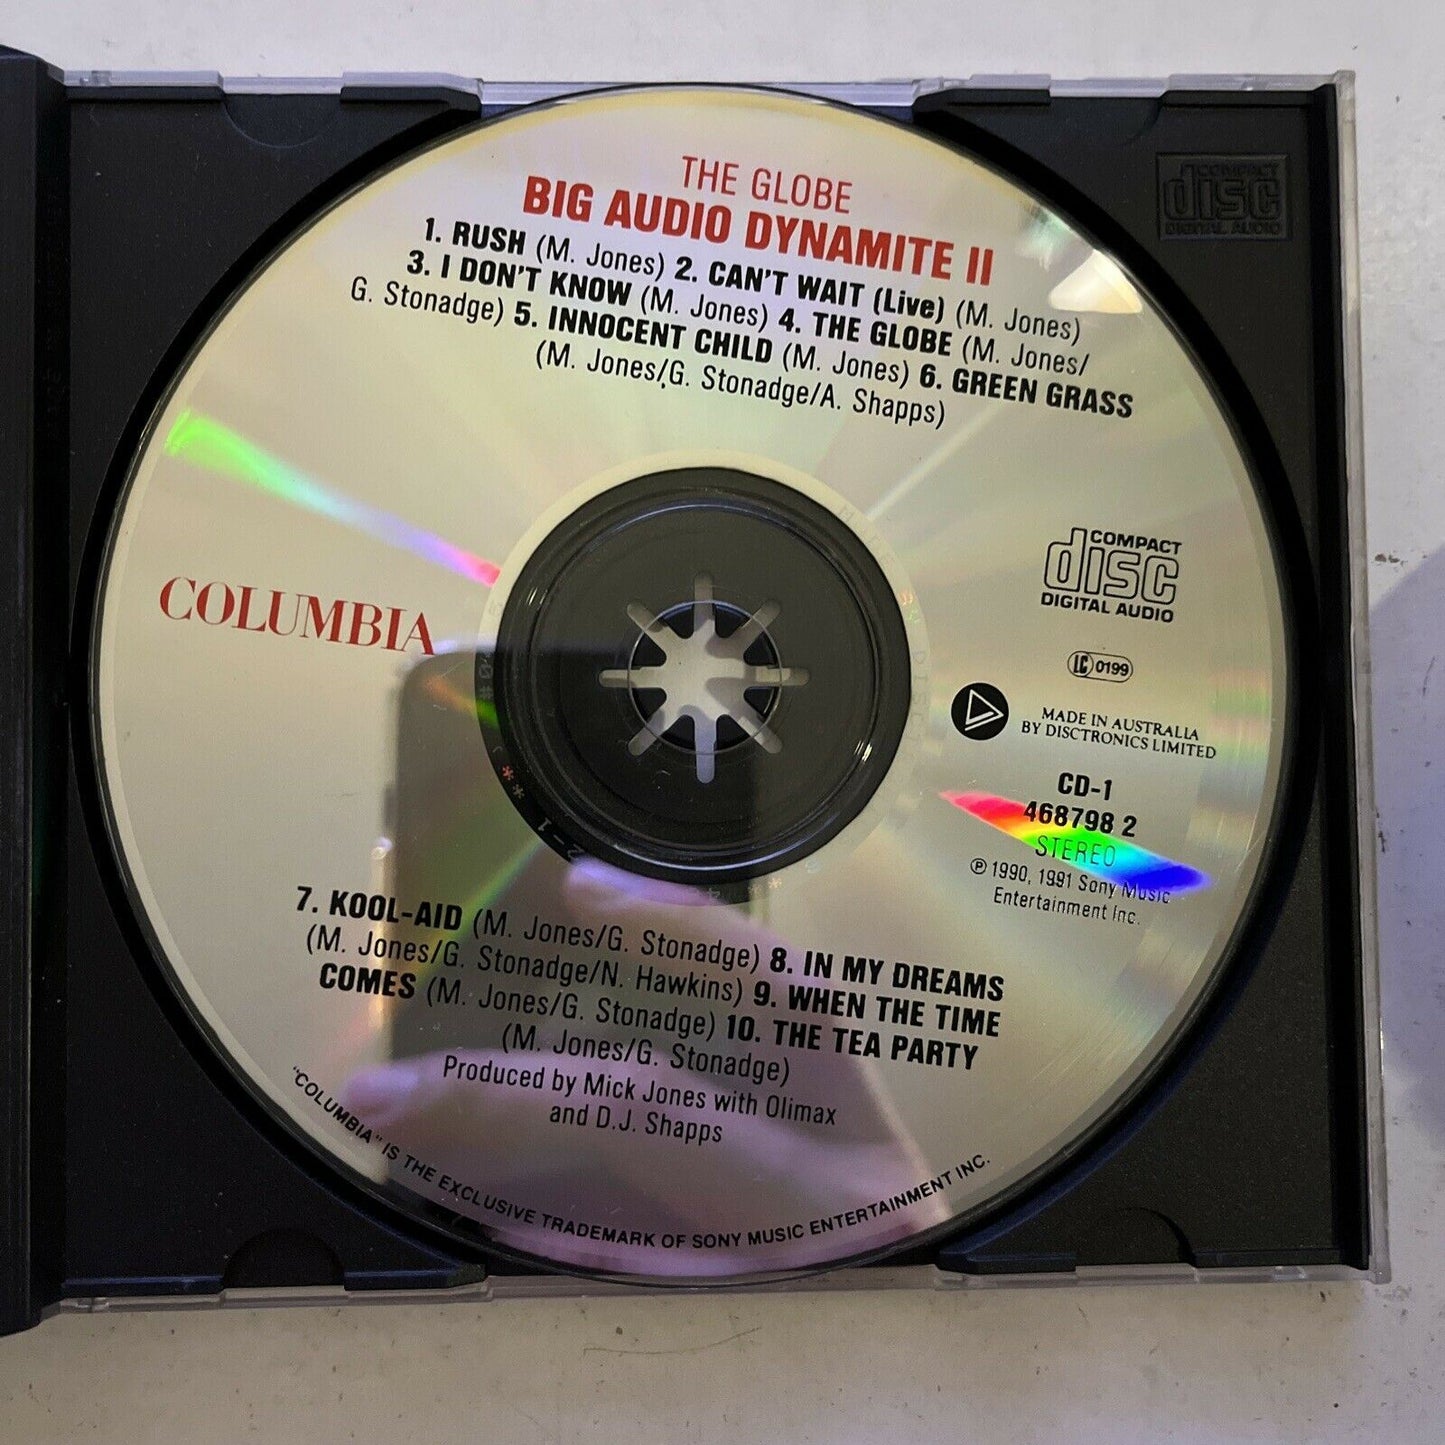 THE GLOBE
BIG AUDIO DYNAMITE II
1. RUSH (M. Jones) 2. CAN'T WAIT (Live) (M. Jones)
3. I DON'T KNOW (M. Jones) 4. THE GLOBE (M. Jones/
G. Stonadge) 5. INNOCENT CHILD (M. Jones) 6. GREEN GRASS
(M. Jones/G. Stonadge/A. Shapps)
COMPACT
disc
DIGITAL AUDIO
COMPACT
disc
DIGITAL AUDIO
COLUMBIA
LC 0199
MADE IN AUSTRALIA
BY DISCTRONICS LIMITED
CD-1
468798 2
STEREO
℗ 1990, 1991 Sony Music
Entertainment Inc.
7. KOOL-AID (M. Jones/G. Stonadge) 8. IN MY DREAMS
(M. Jones/G. Stonadge/N. Hawkins) 9. WHEN THE TIME
COMES (M. Jones/G. Stonadge) 10. THE TEA PARTY
(M. Jones/G. Stonadge)
Produced by Mick Jones with Olimax
and D.J. Shapps
"COLUMBIA" IS THE EXCLUSIVE TRADEMARK OF SONY MUSIC ENTERTAINMENT INC.